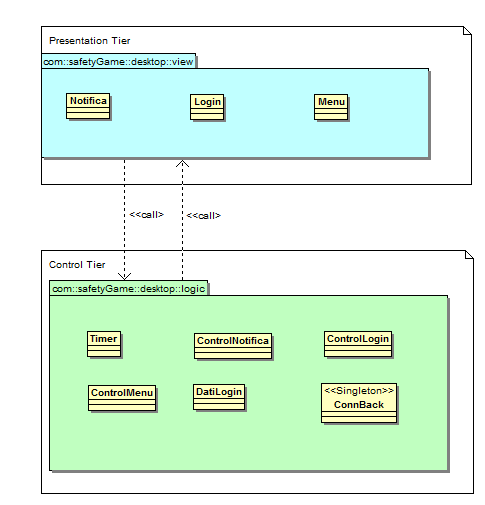 Presentation Tier
com::safetyGame::desktop::view
Notifica
Login
Menu
<<call>
<<call>
Control Tier
com::safetyGame::desktop::logic
Timer
ControlNotifica
ControlLogin
ControlMenu
DatiLogin
<<Singleton>>
ConnBack